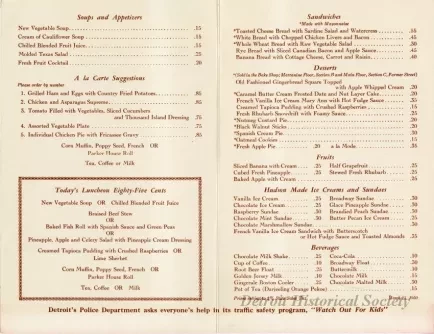 Soups and Appetizers
New Vegetable Soup .15
Cream of Cauliflower Soup .15
Chilled Blended Fruit Juice .15
Molded Texas Salad .25
Fresh Fruit Cocktail .30
A la Carte Suggestions
Please order by number
1. Grilled Ham and Eggs with Country Fried Potatoes .85
2. Chicken and Asparagus Supreme .85
3. Tomato Filled with Vegetables, Sliced Cucumbers
and Thousand Island Dressing .75
4. Assorted Vegetable Plate .75
5. Individual Chicken Pie with Fricassee Gravy .85
Corn Muffin, Poppy Seed, French OR
Parker House Roll
Tea, Coffee or Milk
Today's Luncheon Eighty-Five Cents
New Vegetable Soup OR Chilled Blended Fruit Juice
Braised Beef Stew
OR
Baked Fish Roll with Spanish Sauce and Green Peas
OR
Pineapple, Apple and Celery Salad with Pineapple Cream Dressing
Creamed Tapioca Pudding with Crushed Raspberries OR
Lime Sherbet
Corn Muffin, Poppy Seed, French OR
Parker House Roll
Tea, Coffee OR Milk
Sandwiches
*Made with Mayonnaise
*Toasted Cheese Bread with Sardine Salad and Watercress .55
*White Bread with Chopped Chicken Livers and Bacon .45
*Whole Wheat Bread with Raw Vegetable Salad .30
Rye Bread with Sliced Canadian Bacon and Apple Sauce .45
Banana Bread with Cottage Cheese, Carrot and Raisin .40
Desserts
Old Fashioned Gingerbread Square Topped
with Apple Whipped Cream .20
*Caramel Butter Cream Frosted Date and Nut Layer Cake .20
French Vanilla Ice Cream Mary Ann with Hot Fudge Sauce .35
Creamed Tapioca Pudding with Crushed Raspberries .15
Fresh Rhubarb Snowdrift with Foamy Sauce .25
*Nutmeg Custard Pie .20
*Black Walnut Sticks .20
*Spanish Cream Pie .30
*Oatmeal Cookies .15
*Fresh Apple Pie .20 a la Mode .35
Fruits
Sliced Banana with Cream .25 Half Grapefruit .25
Cubed Fresh Pineapple .25 Stewed Fresh Rhubarb .25
Baked Apple with Cream .25
Hudson Made Ice Creams and Sundaes
Vanilla Ice Cream .25 Broadway Sundae .30
Chocolate Ice Cream .25 Glace Pineapple Sundae .30
Raspberry Sundae .30 Brandied Peach Sundae .30
Chocolate Mint Sundae .30 Butter Pecan Ice Cream .25
Chocolate Marshmallow Sundae .30
French Vanilla Ice Cream Sandwich with Butterscotch
or Hot Fudge Sauce and Toasted Almonds .35
Beverages
Chocolate Milk Shake .25 Coca-Cola .10
Cup of Coffee .10 Broadway Float .30
Root Beer Float .25 Buttermilk .10
Golden Jersey Milk .10 Chocolate Milk .15
Gingerale Boston Cooler .25 Chocolate Malted Milk .25
Pot of Tea (Darjeeling Orange Pekoe) .15
Detroit Historical Society
Detroit's Police Department asks everyone's help in its traffic safety program, "Watch Out For Kids"